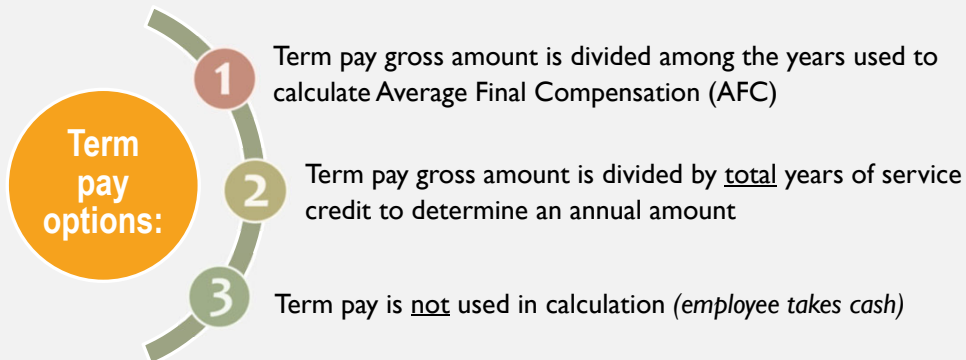 Term
pay
options:
1
Term pay gross amount is divided among the years used to
calculate Average Final Compensation (AFC)
2
Term pay gross amount is divided by total years of service
credit to determine an annual amount
3
Term pay is not used in calculation (employee takes cash)